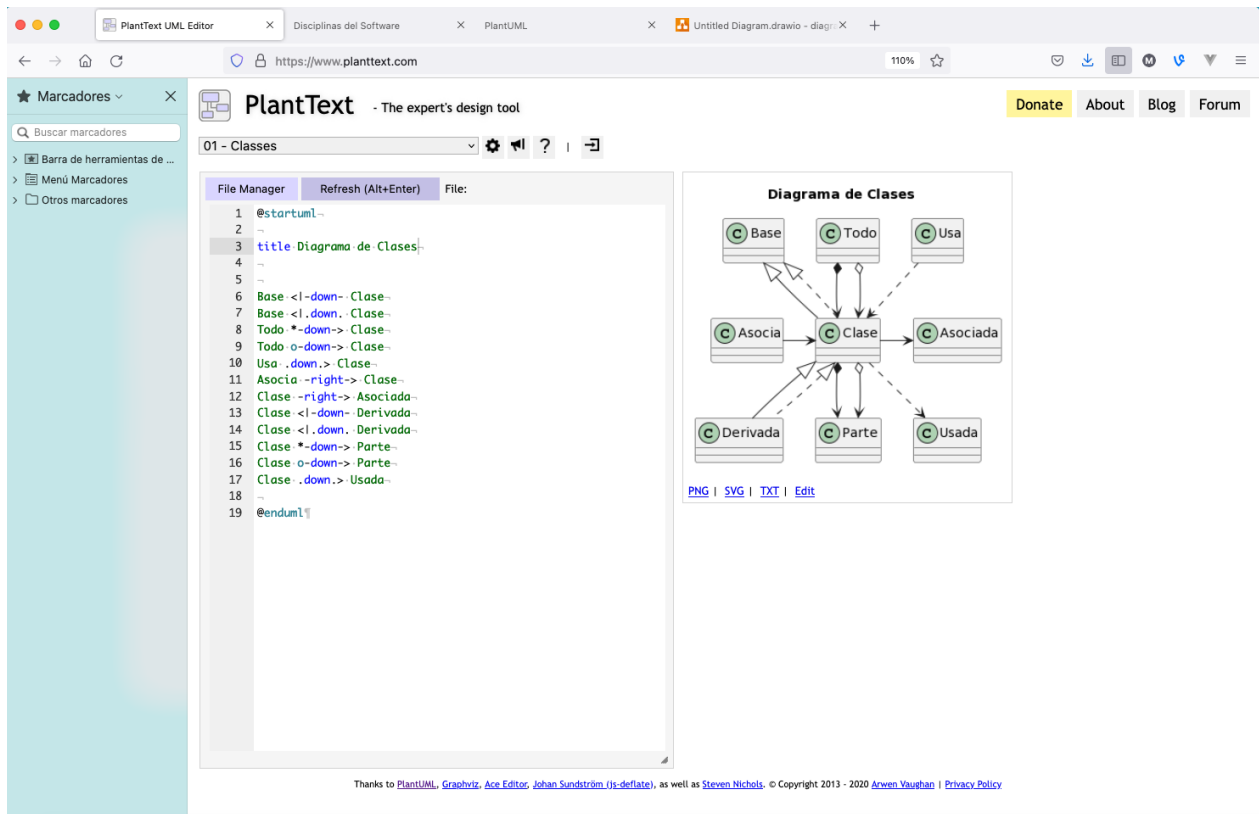 PlantText UML Editor
Disciplinas del Software
PlantUML
Untitled Diagram.drawio - diagra
https://www.planttext.com
110%
Marcadores
Buscar marcadores
Barra de herramientas de ...
Menú Marcadores
Otros marcadores
PlantText - The expert's design tool
Donate About Blog Forum
01 - Classes
File Manager Refresh (Alt+Enter) File:
1 @startuml
2
3 title Diagrama de Clases
4
5
6 Base <|-down- Clase
7 Base <|.down. Clase
8 Todo *-down-> Clase
9 Todo o-down-> Clase
10 Usa .down.> Clase
11 Asocia -right-> Clase
12 Clase -right-> Asociada
13 Clase <|-down- Derivada
14 Clase <|.down. Derivada
15 Clase *-down-> Parte
16 Clase o-down-> Parte
17 Clase .down.> Usada
18
19 @enduml
Diagrama de Clases
C Base C Todo C Usa
C Asocia C Clase C Asociada
C Derivada C Parte C Usada
PNG | SVG | TXT | Edit
Thanks to PlantUML, Graphviz, Ace Editor, Johan Sundström (js-deflate), as well as Steven Nichols. © Copyright 2013 - 2020 Arwen Vaughan | Privacy Policy